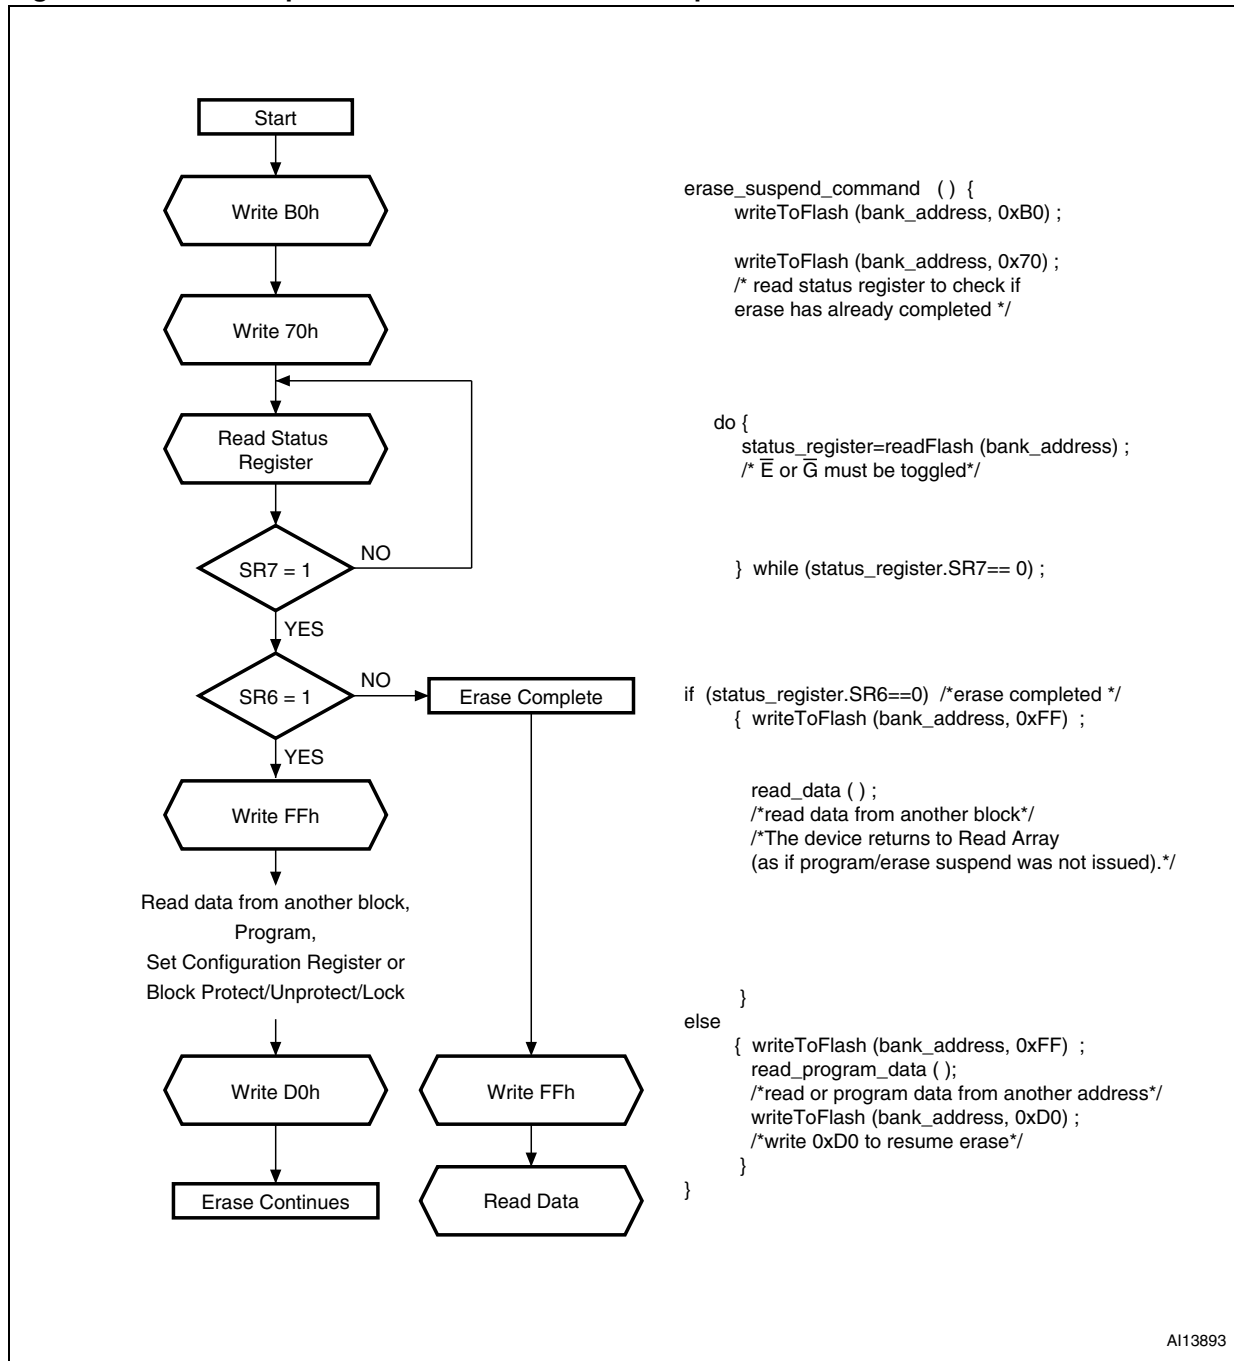 Start
Write B0h
Write 70h
Read Status
Register
SR7 = 1
NO
YES
SR6 = 1
NO
Erase Complete
YES
Write FFh
Read data from another block,
Program,
Set Configuration Register or
Block Protect/Unprotect/Lock
Write D0h
Write FFh
Erase Continues
Read Data
erase_suspend_command ( ) {
writeToFlash (bank_address, 0xB0) ;
writeToFlash (bank_address, 0x70) ;
/* read status register to check if
erase has already completed */
do {
status_register=readFlash (bank_address) ;
/* E̅ or G̅ must be toggled*/
} while (status_register.SR7== 0) ;
if (status_register.SR6==0) /*erase completed */
{ writeToFlash (bank_address, 0xFF) ;
read_data ( ) ;
/*read data from another block*/
/*The device returns to Read Array
(as if program/erase suspend was not issued).*/
}
else
{ writeToFlash (bank_address, 0xFF) ;
read_program_data ( );
/*read or program data from another address*/
writeToFlash (bank_address, 0xD0) ;
/*write 0xD0 to resume erase*/
}
}
AI13893